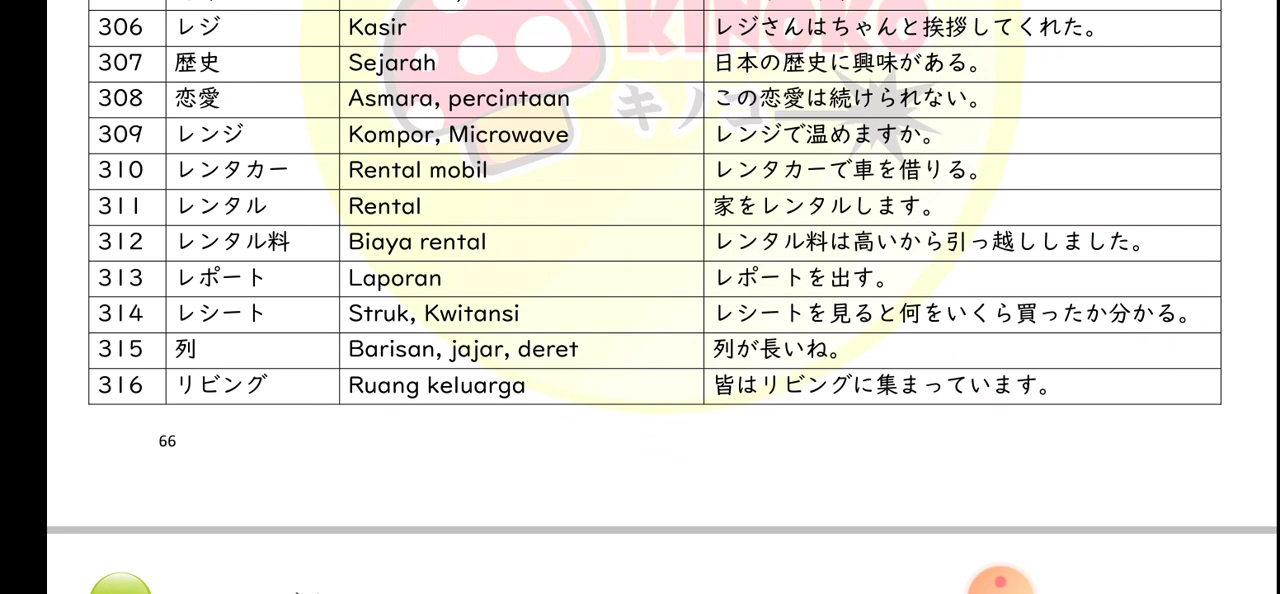 306 レジ Kasir レジさんはちゃんと挨拶してくれた。
307 歴史 Sejarah 日本の歴史に興味がある。
308 恋愛 Asmara, percintaan この恋愛は続けられない。
309 レンジ Kompor, Microwave レンジで温めますか。
310 レンタカー Rental mobil レンタカーで車を借りる。
311 レンタル Rental 家をレンタルします。
312 レンタル料 Biaya rental レンタル料は高いから引っ越ししました。
313 レポート Laporan レポートを出す。
314 レシート Struk, Kwitansi レシートを見ると何をいくら買ったか分かる。
315 列 Barisan, jajar, deret 列が長いね。
316 リビング Ruang keluarga 皆はリビングに集まっています。
KINOKO
キノコ
66